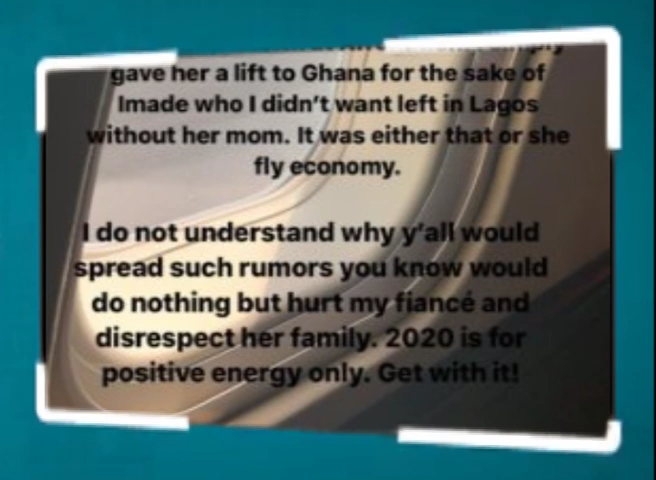 gave her a lift to Ghana for the sake of
Imade who I didn't want left in Lagos
without her mom. It was either that or she
fly economy.
I do not understand why y'all would
spread such rumors you know would
do nothing but hurt my fiancé and
disrespect her family. 2020 is for
positive energy only. Get with it!